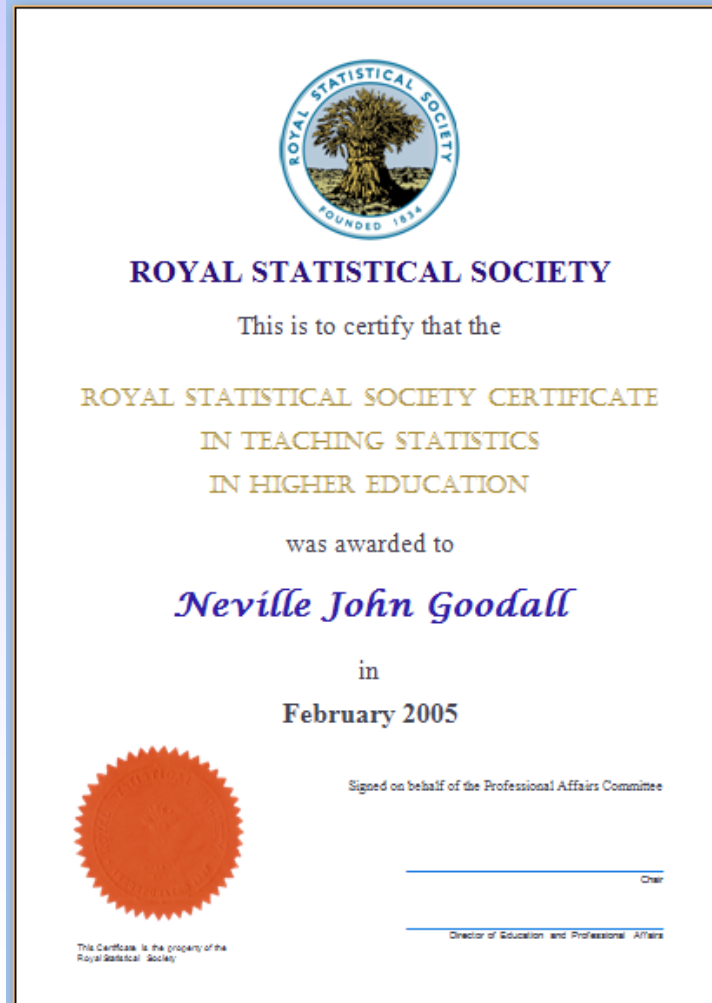 ROYAL STATISTICAL SOCIETY
FOUNDED 1834
ROYAL STATISTICAL SOCIETY
This is to certify that the
ROYAL STATISTICAL SOCIETY CERTIFICATE
IN TEACHING STATISTICS
IN HIGHER EDUCATION
was awarded to
Neville John Goodall
in
February 2005
Signed on behalf of the Professional Affairs Committee
Chair
Director of Education and Professional Affairs
This Certificate is the property of the
Royal Statistical Society